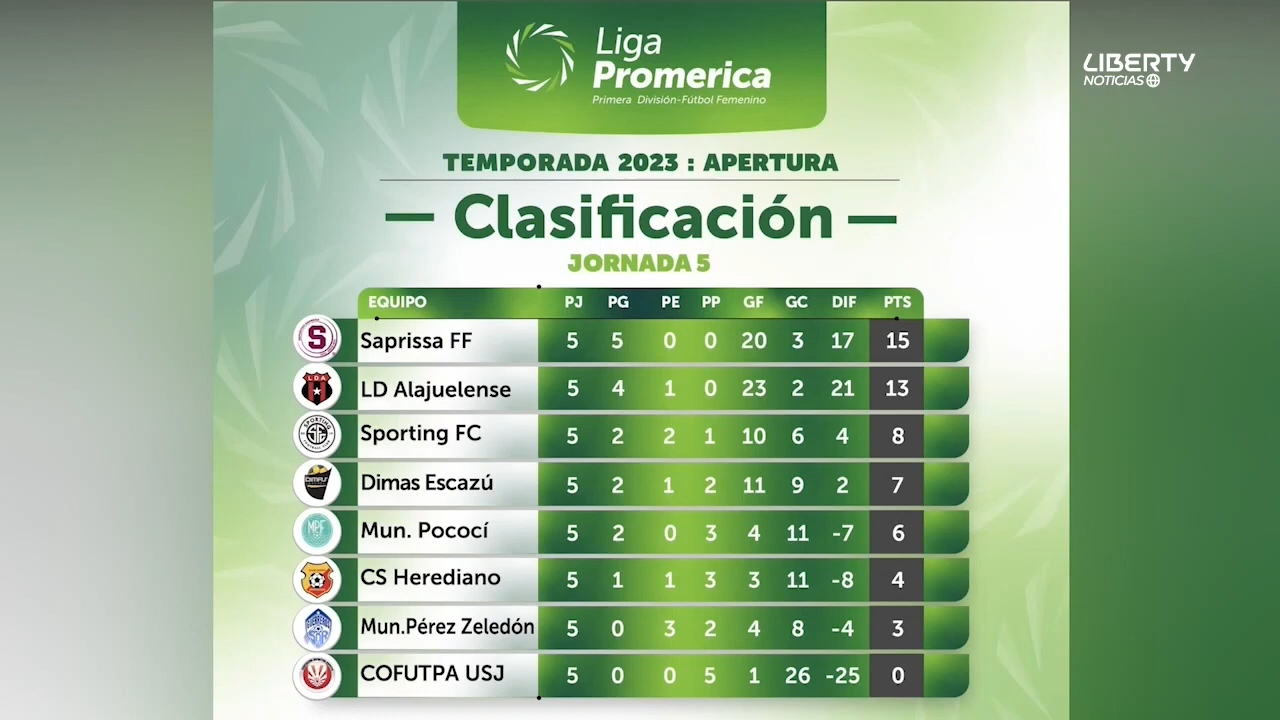 Liga
Promerica
Primera División-Fútbol Femenino
LIBERTY
NOTICIAS
TEMPORADA 2023 : APERTURA
Clasificación
JORNADA 5
EQUIPO PJ PG PE PP GF GC DIF PTS
S Saprissa FF 5 5 0 0 20 3 17 15
LDA LD Alajuelense 5 4 1 0 23 2 21 13
SPORTING Sporting FC 5 2 2 1 10 6 4 8
DIMAS Dimas Escazú 5 2 1 2 11 9 2 7
MPF Mun. Pococí 5 2 0 3 4 11 -7 6
CS Herediano 5 1 1 3 3 11 -8 4
Mun.Pérez Zeledón 5 0 3 2 4 8 -4 3
COFUTPA USJ 5 0 0 5 1 26 -25 0